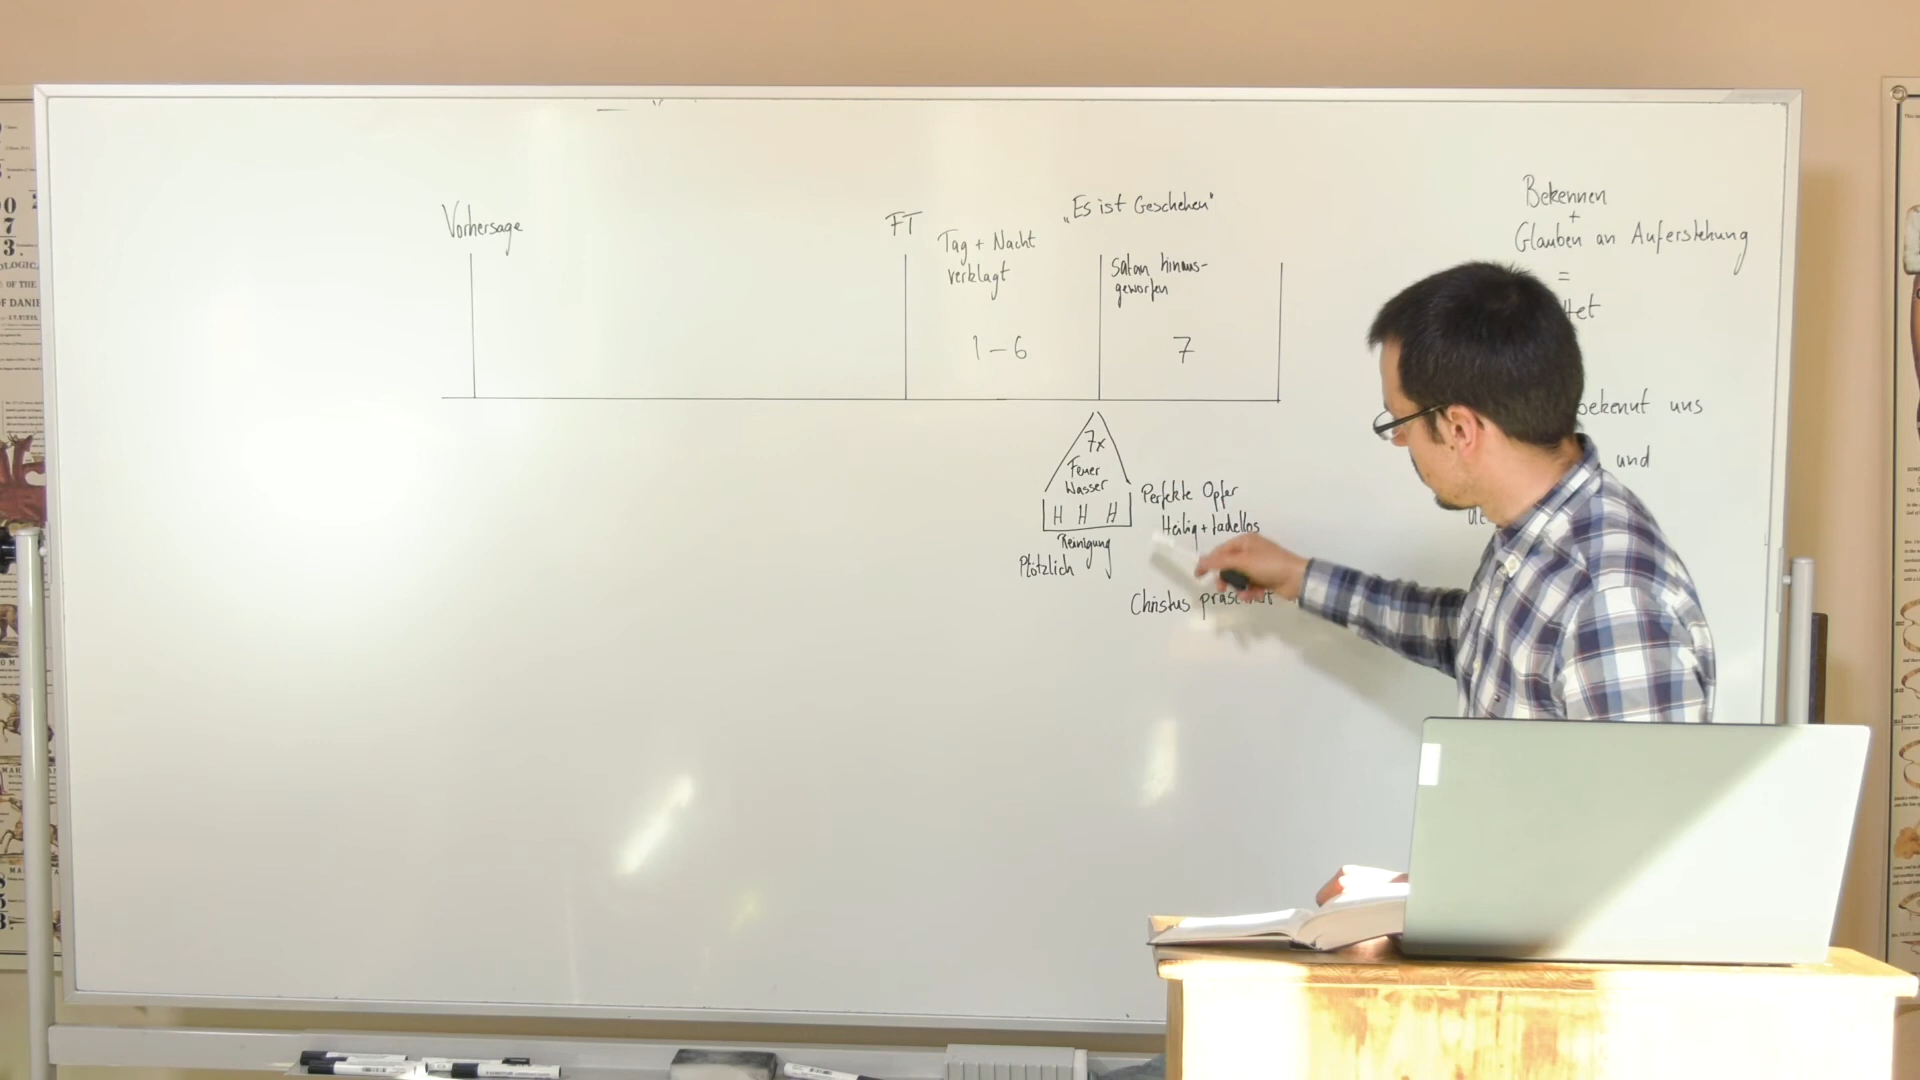 Vorhersage
FT
Tag + Nacht
verklagt
„Es ist Geschehen"
Satan hinaus-
geworfen
1 – 6
7
7x
Feuer
Wasser
H H H
Reinigung
Plötzlich
Perfekte Opfer
Heilig + tadellos
Christus
Bekennen
+
Glauben an Auferstehung
=
bekennt uns
und